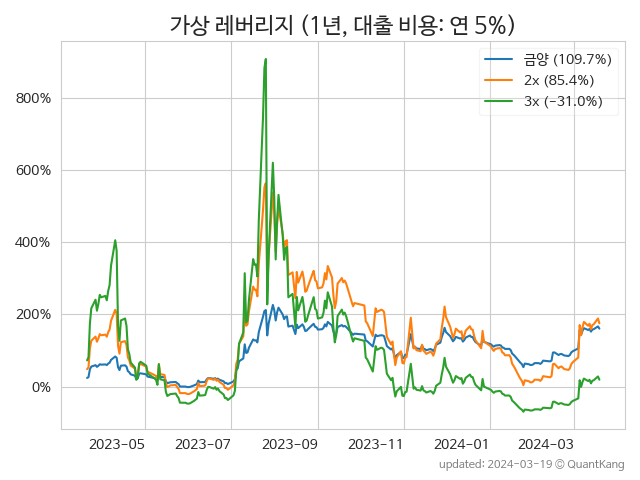 가상 레버리지 (1년, 대출 비용: 연 5%)
금양 (109.7%)
2x (85.4%)
3x (−31.0%)
800%
600%
400%
200%
0%
2023-05
2023-07
2023-09
2023-11
2024-01
2024-03
updated: 2024-03-19 © QuantKang